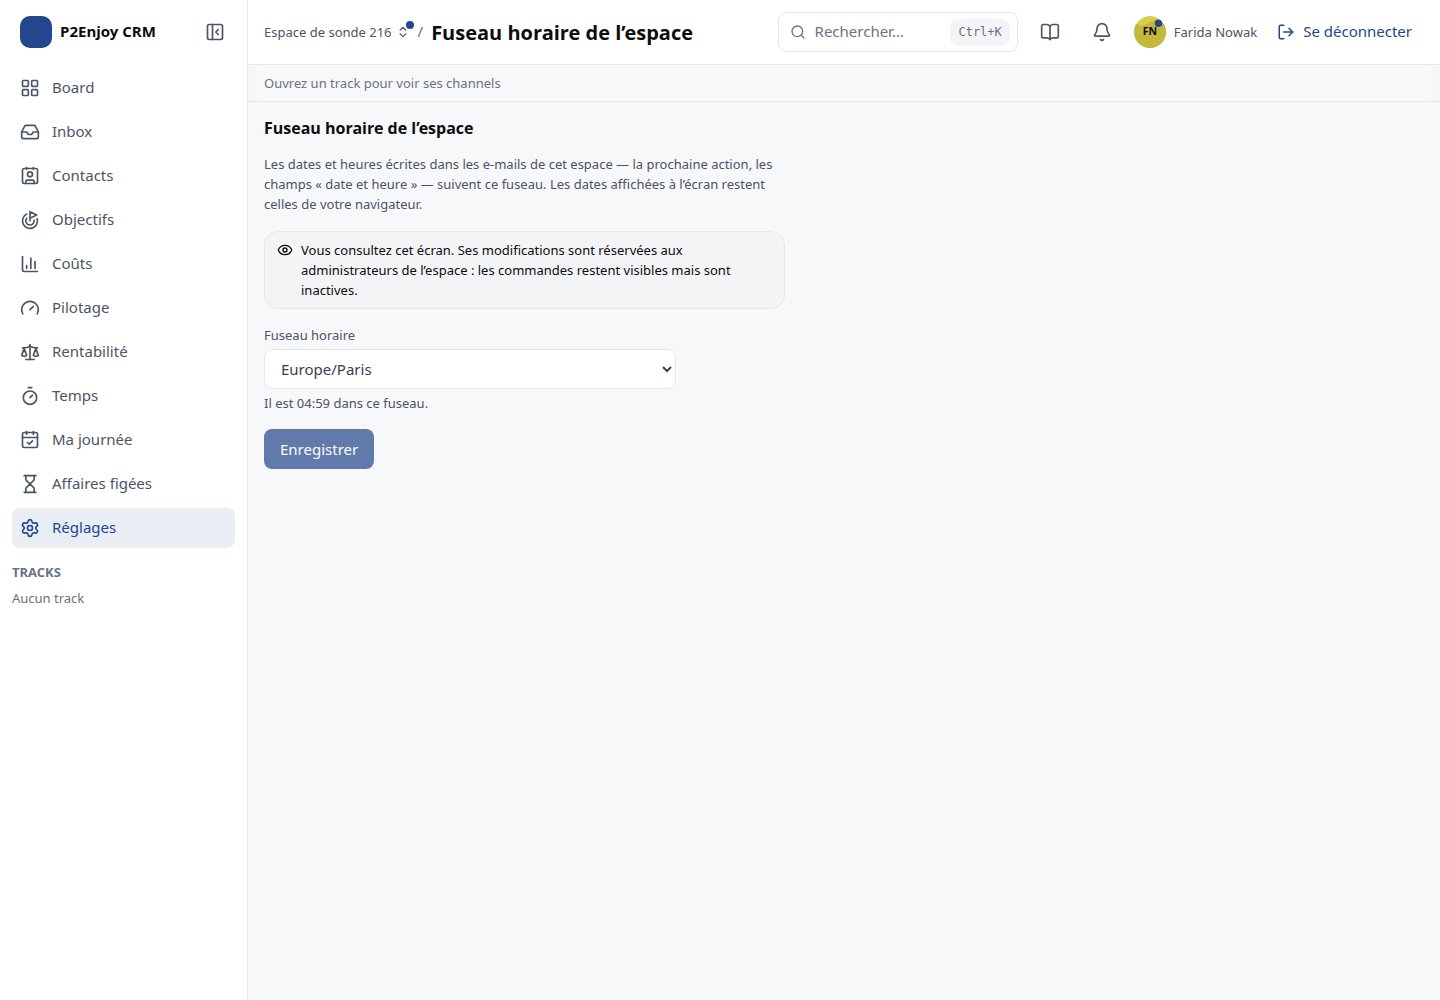 P2Enjoy CRM
Board
Inbox
Contacts
Objectifs
Coûts
Pilotage
Rentabilité
Temps
Ma journée
Affaires figées
Réglages
TRACKS
Aucun track
Espace de sonde 216 / Fuseau horaire de l’espace
Rechercher... Ctrl+K
FN Farida Nowak
Se déconnecter
Ouvrez un track pour voir ses channels
Fuseau horaire de l’espace
Les dates et heures écrites dans les e-mails de cet espace — la prochaine action, les
champs « date et heure » — suivent ce fuseau. Les dates affichées à l’écran restent
celles de votre navigateur.
Vous consultez cet écran. Ses modifications sont réservées aux
administrateurs de l’espace : les commandes restent visibles mais sont
inactives.
Fuseau horaire
Europe/Paris
Il est 04:59 dans ce fuseau.
Enregistrer